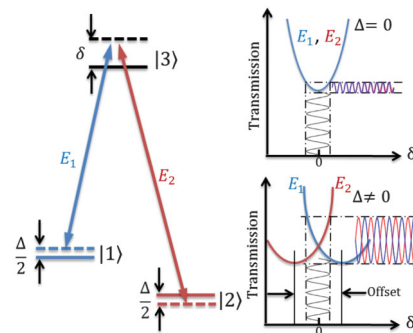 δ
|3⟩
E₁
E₂
Δ/2
|1⟩
Δ/2
|2⟩
Transmission
E₁, E₂
Δ= 0
0
δ
Transmission
E₁
E₂
Δ≠ 0
Offset
0
δ